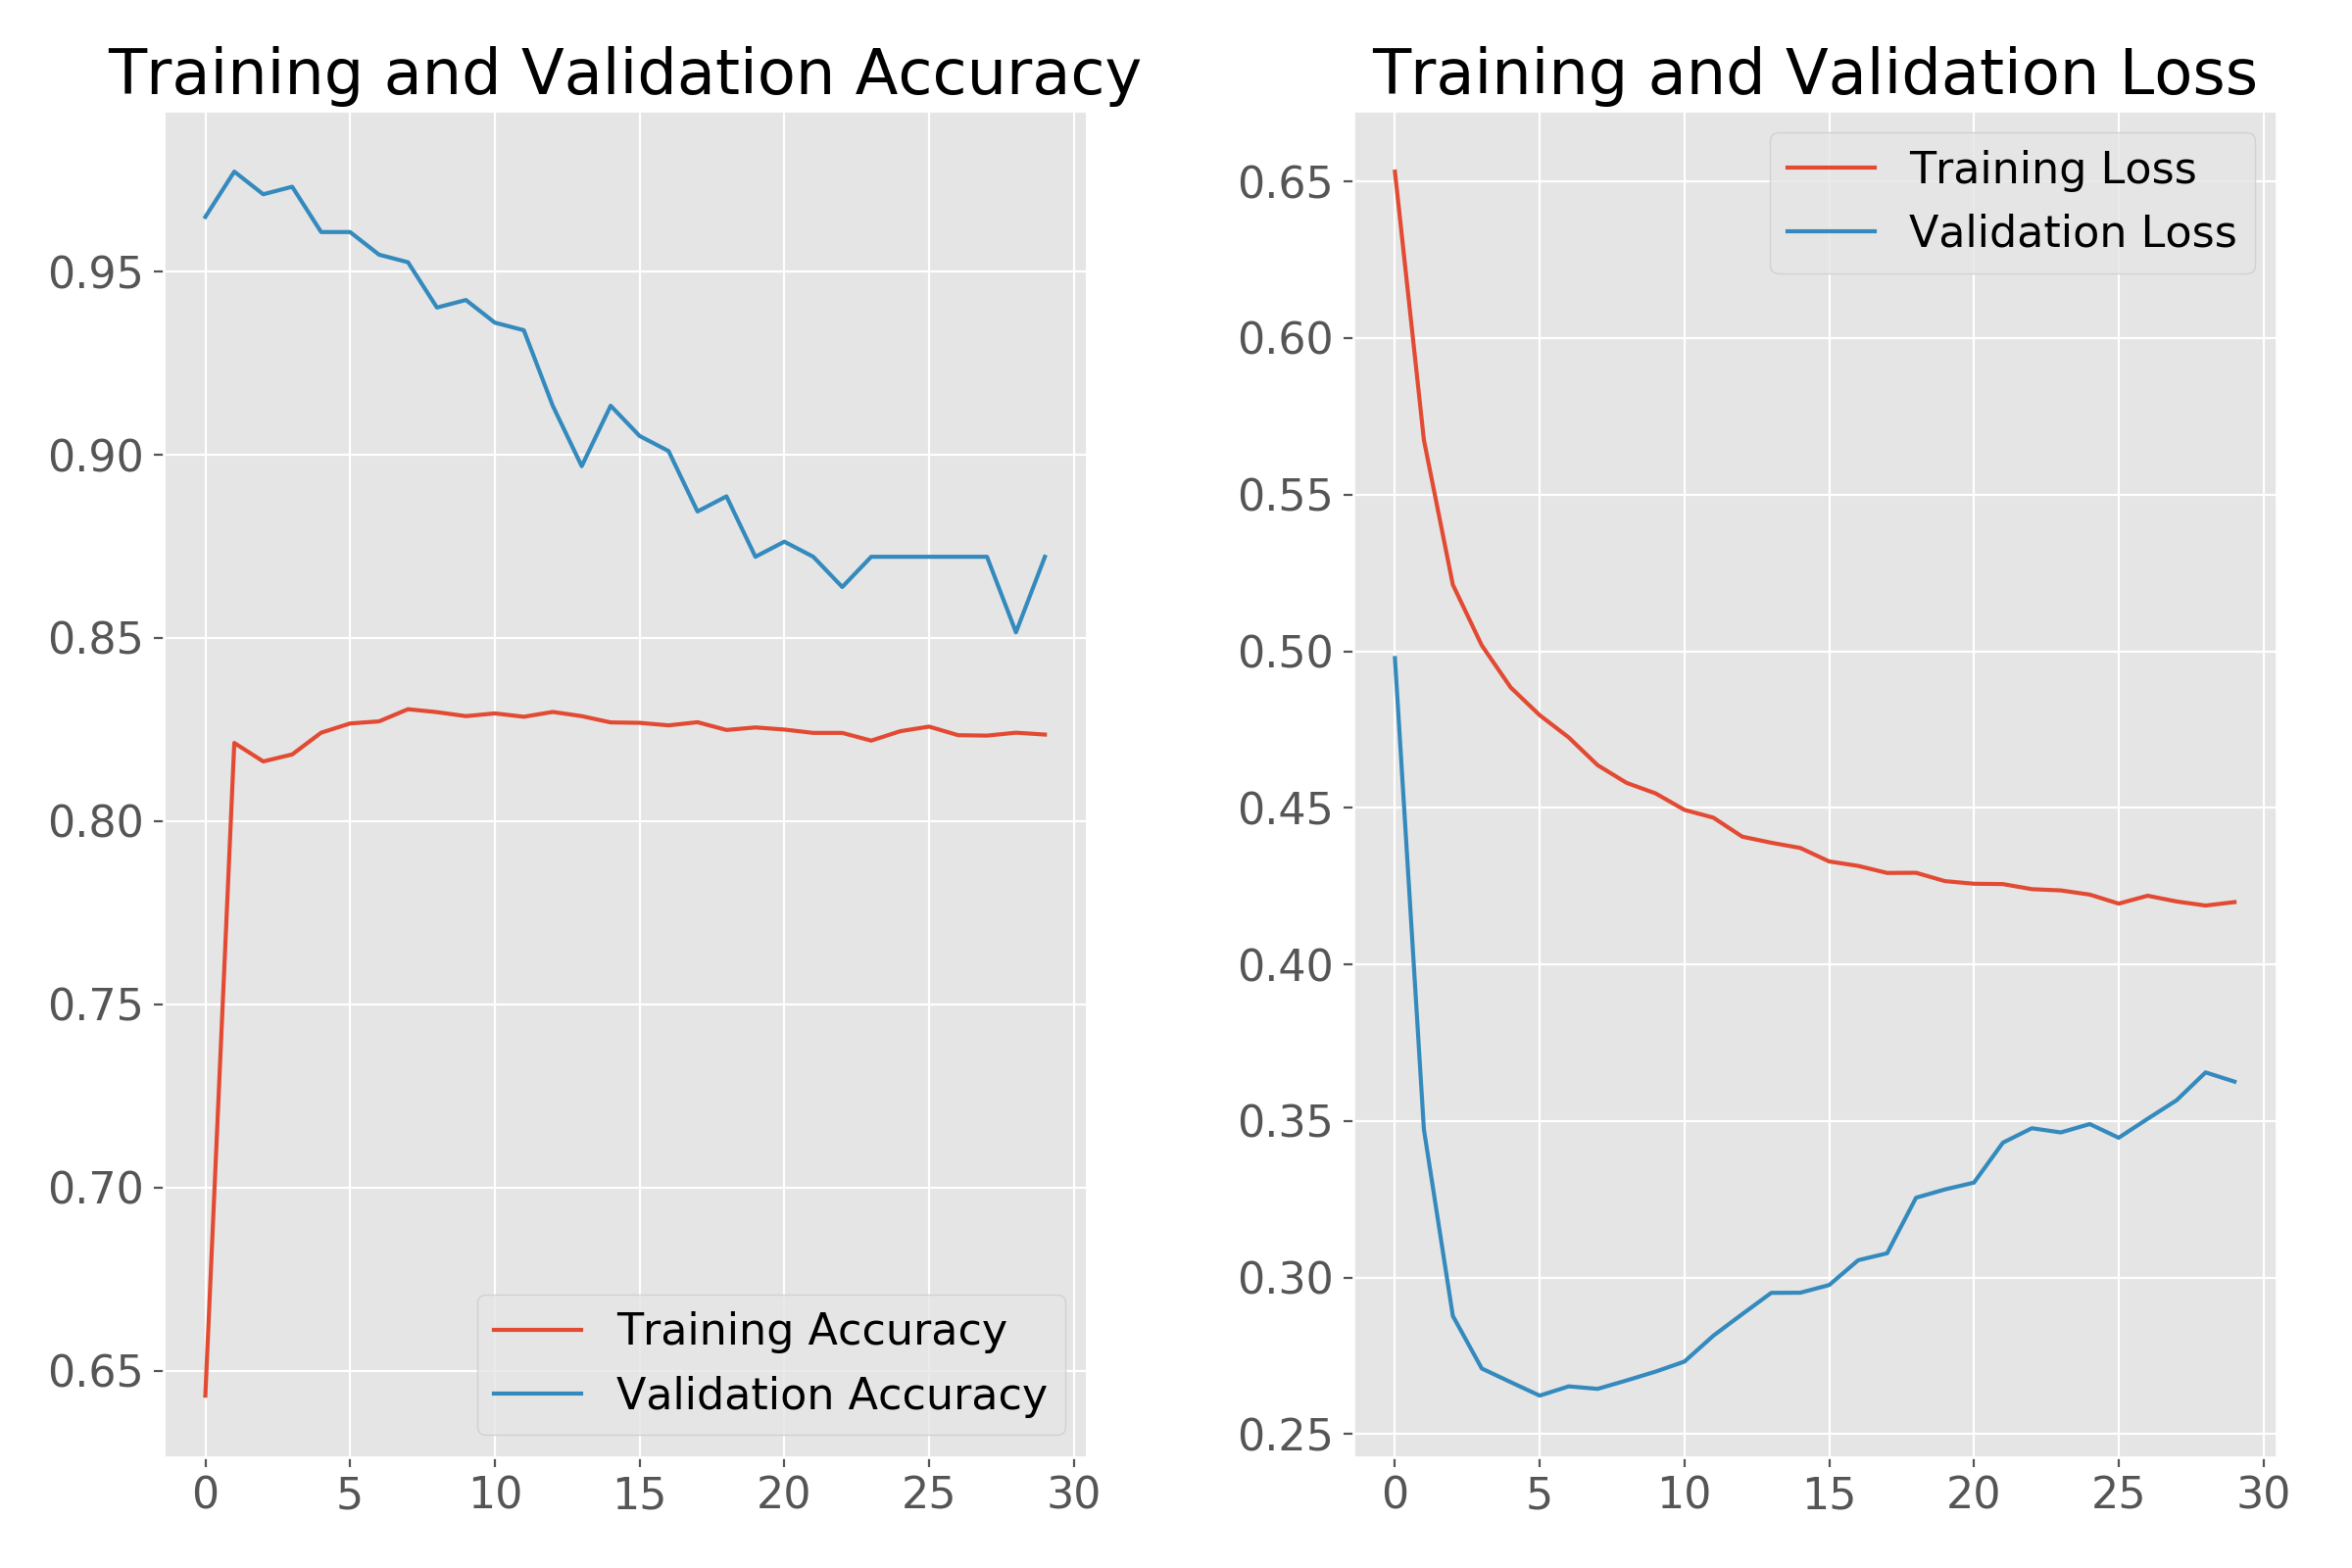 Training and Validation Accuracy
0.95
0.90
0.85
0.80
0.75
0.70
0.65
Training Accuracy
Validation Accuracy
0 5 10 15 20 25 30
Training and Validation Loss
Training Loss
Validation Loss
0.65
0.60
0.55
0.50
0.45
0.40
0.35
0.30
0.25
0 5 10 15 20 25 30